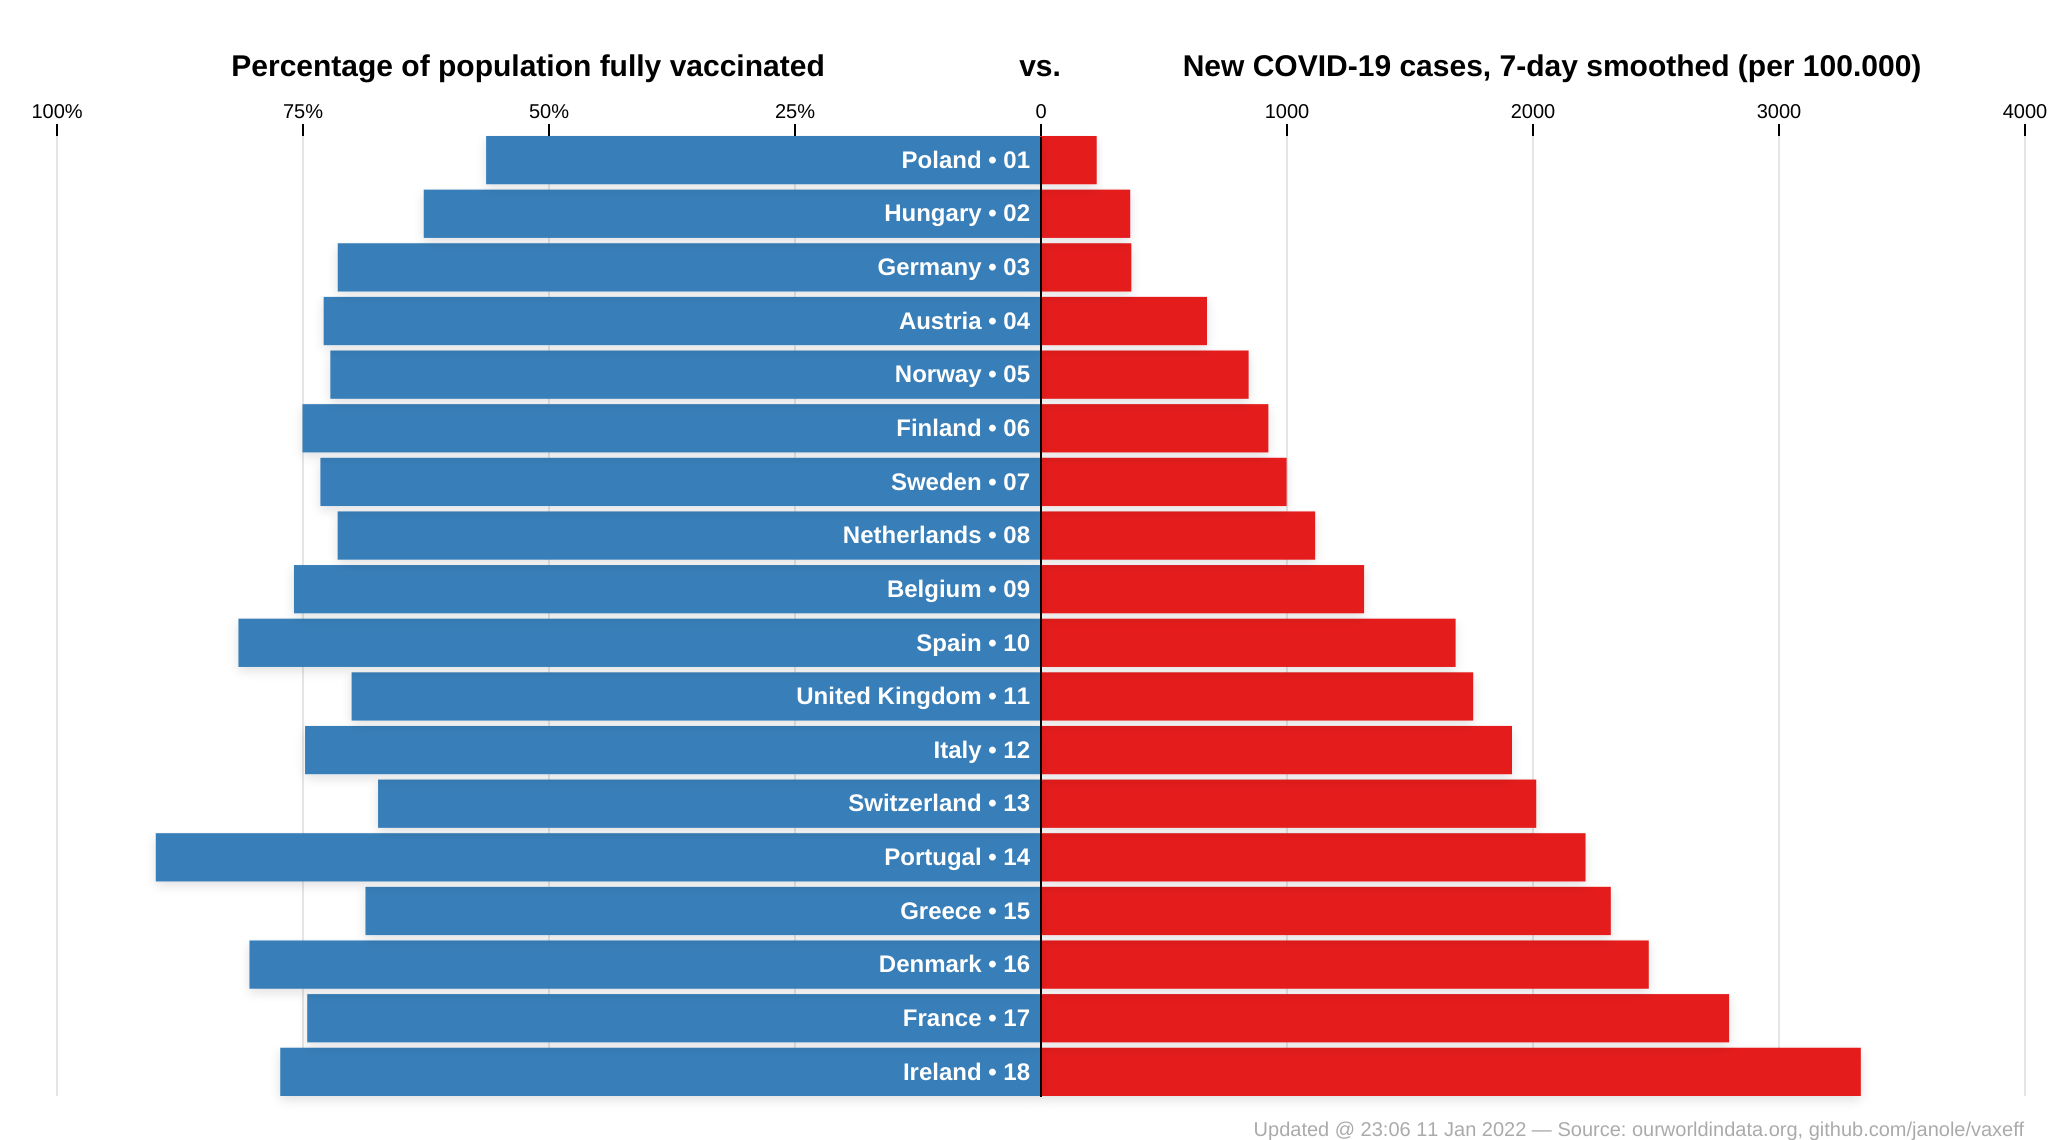 Percentage of population fully vaccinated vs. New COVID-19 cases, 7-day smoothed (per 100.000)
100% 75% 50% 25% 0 1000 2000 3000 4000
Poland • 01
Hungary • 02
Germany • 03
Austria • 04
Norway • 05
Finland • 06
Sweden • 07
Netherlands • 08
Belgium • 09
Spain • 10
United Kingdom • 11
Italy • 12
Switzerland • 13
Portugal • 14
Greece • 15
Denmark • 16
France • 17
Ireland • 18
Updated @ 23:06 11 Jan 2022 — Source: ourworldindata.org, github.com/janole/vaxeff